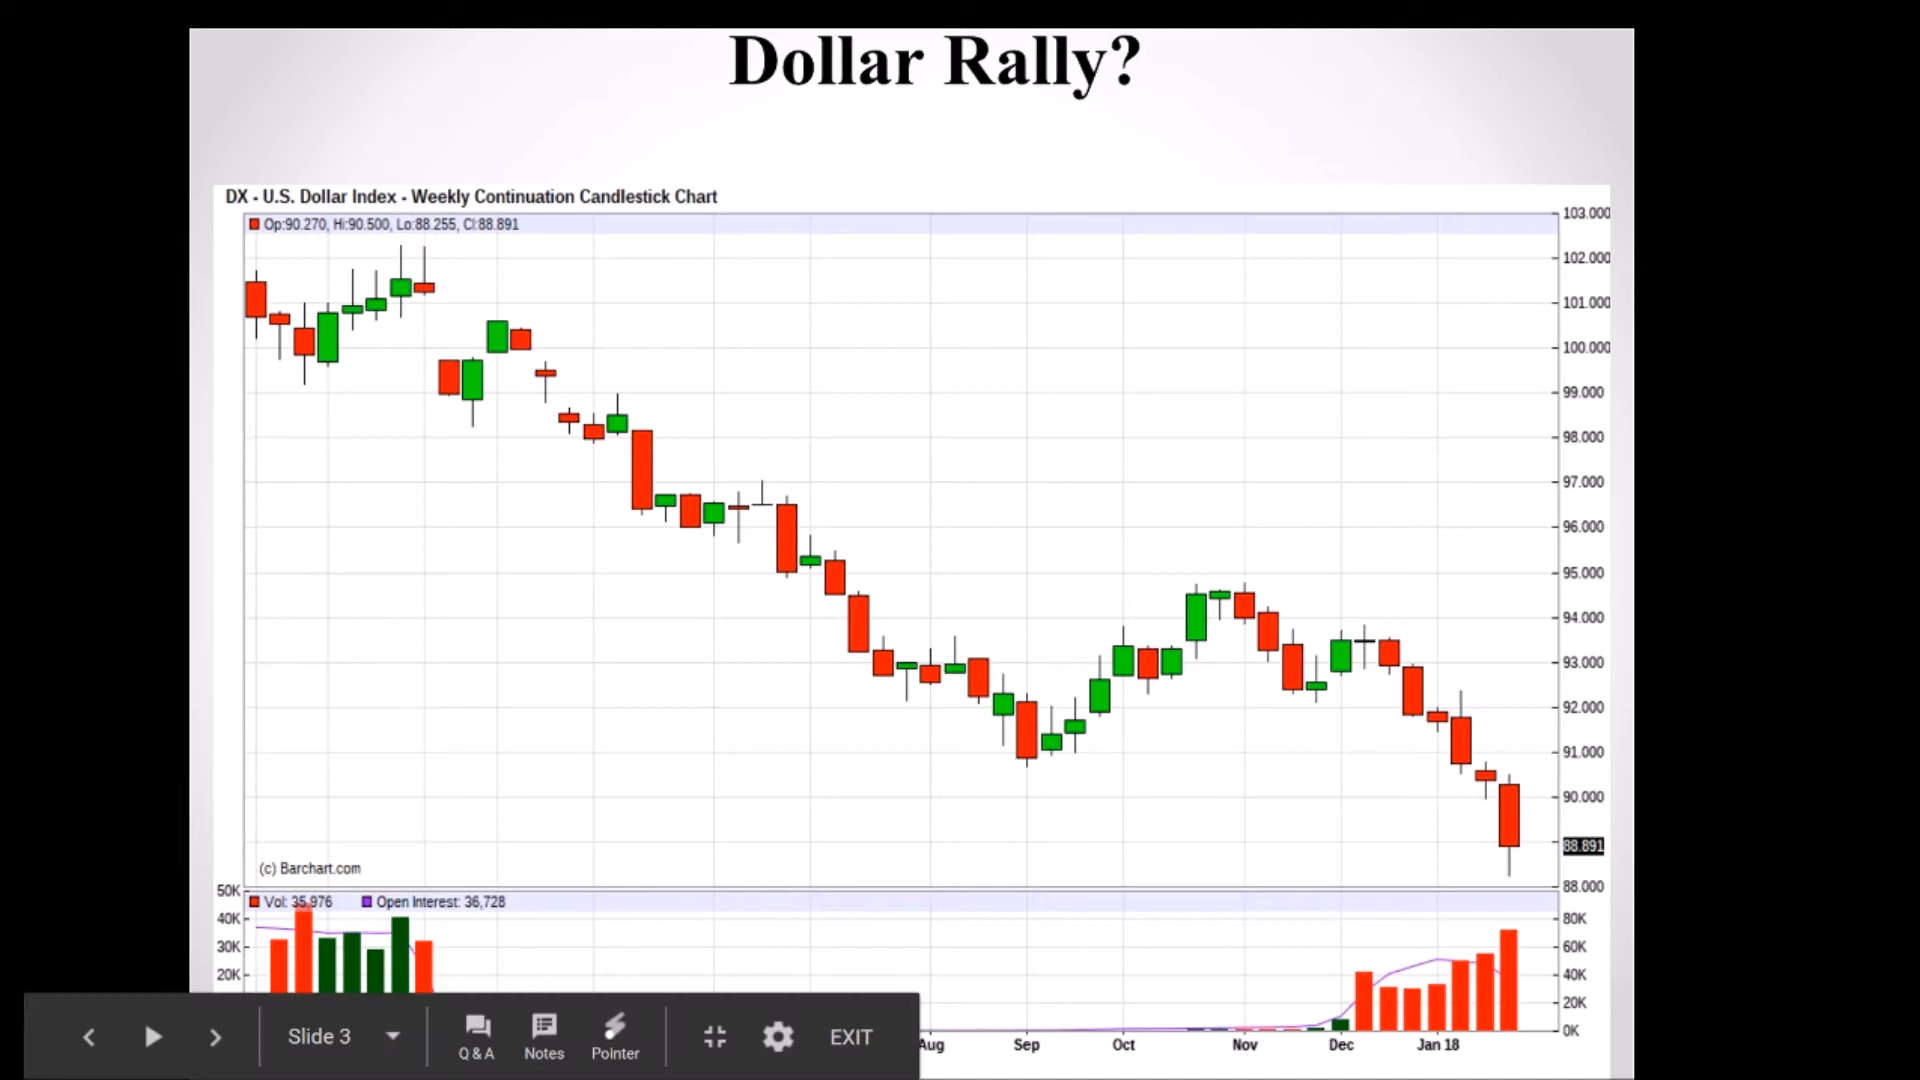 Dollar Rally?
DX - U.S. Dollar Index - Weekly Continuation Candlestick Chart
Op:90.270, Hi:90.500, Lo:88.255, Cl:88.891
103.000
102.000
101.000
100.000
99.000
98.000
97.000
96.000
95.000
94.000
93.000
92.000
91.000
90.000
88.891
88.000
(c) Barchart.com
50K
40K
30K
20K
Vol: 35,976 Open Interest: 36,728
80K
60K
40K
20K
0K
Aug Sep Oct Nov Dec Jan 18
Slide 3
Q & A Notes Pointer
EXIT